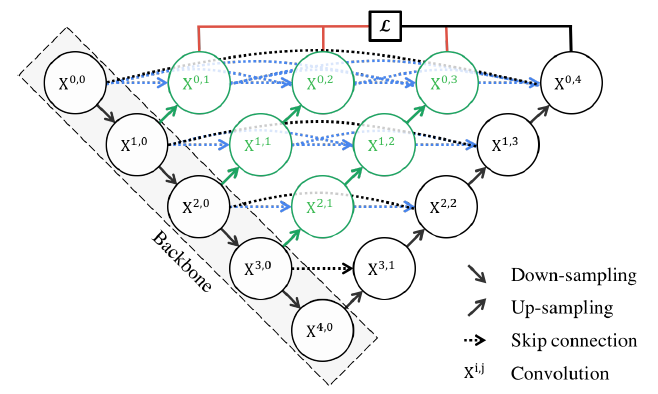 ℒ
X^{0,0} X^{0,1} X^{0,2} X^{0,3} X^{0,4}
X^{1,0} X^{1,1} X^{1,2} X^{1,3}
X^{2,0} X^{2,1} X^{2,2}
X^{3,0} X^{3,1}
X^{4,0}
Backbone
Down-sampling
Up-sampling
Skip connection
X^{i,j} Convolution